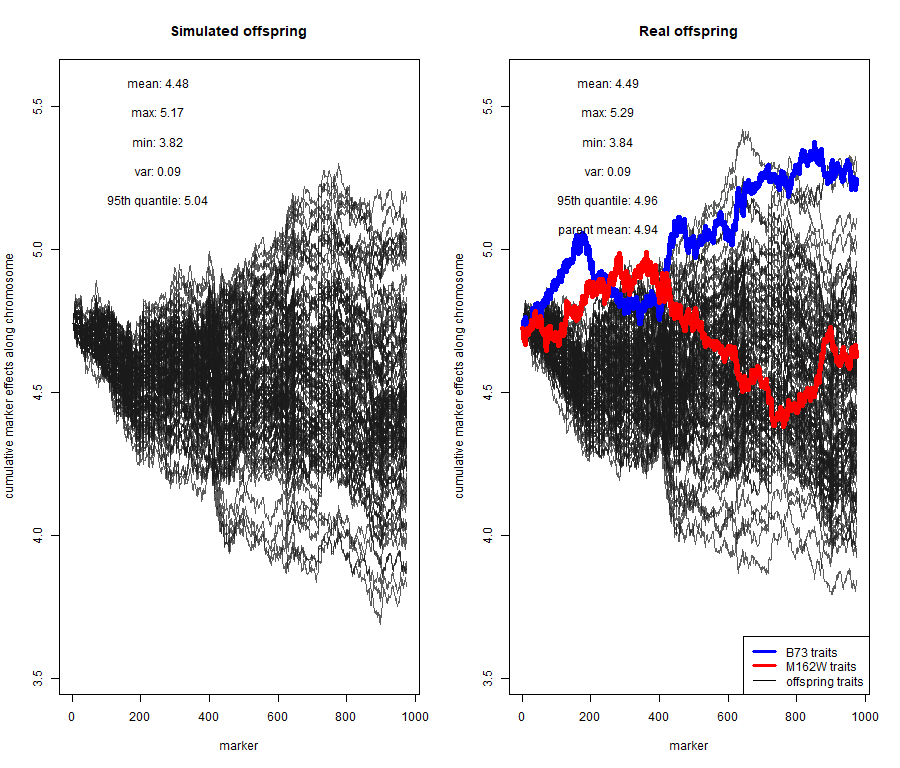 Simulated offspring
mean: 4.48
max: 5.17
min: 3.82
var: 0.09
95th quantile: 5.04
cumulative marker effects along chromosome
5.5
5.0
4.5
4.0
3.5
0 200 400 600 800 1000
marker
Real offspring
mean: 4.49
max: 5.29
min: 3.84
var: 0.09
95th quantile: 4.96
parent mean: 4.94
cumulative marker effects along chromosome
5.5
5.0
4.5
4.0
3.5
B73 traits
M162W traits
offspring traits
0 200 400 600 800 1000
marker